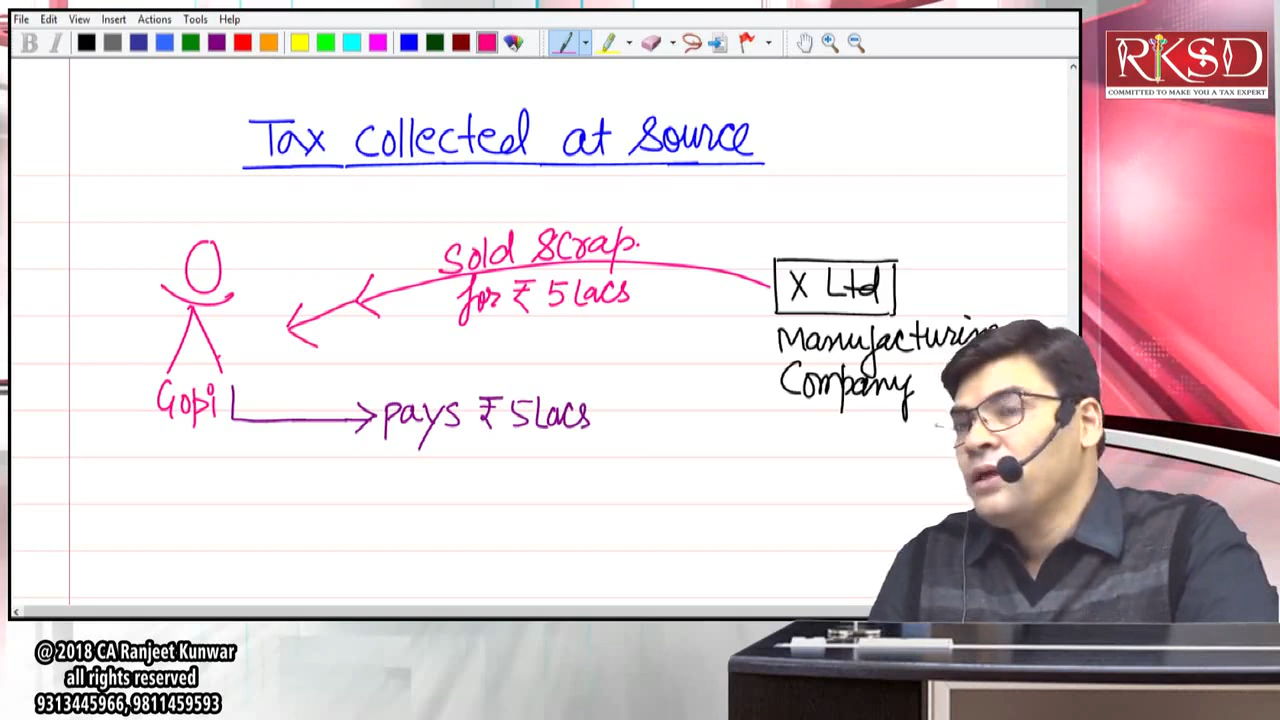 File Edit View Insert Actions Tools Help
B I
RKSD
COMMITTED TO MAKE YOU A TAX EXPERT
Tax collected at source
Sold Scrap.
for ₹ 5 Lacs
X Ltd
Manufacturing
Company
Gopi
pays ₹ 5 Lacs
@ 2018 CA Ranjeet Kunwar
all rights reserved
9313445966, 9811459593